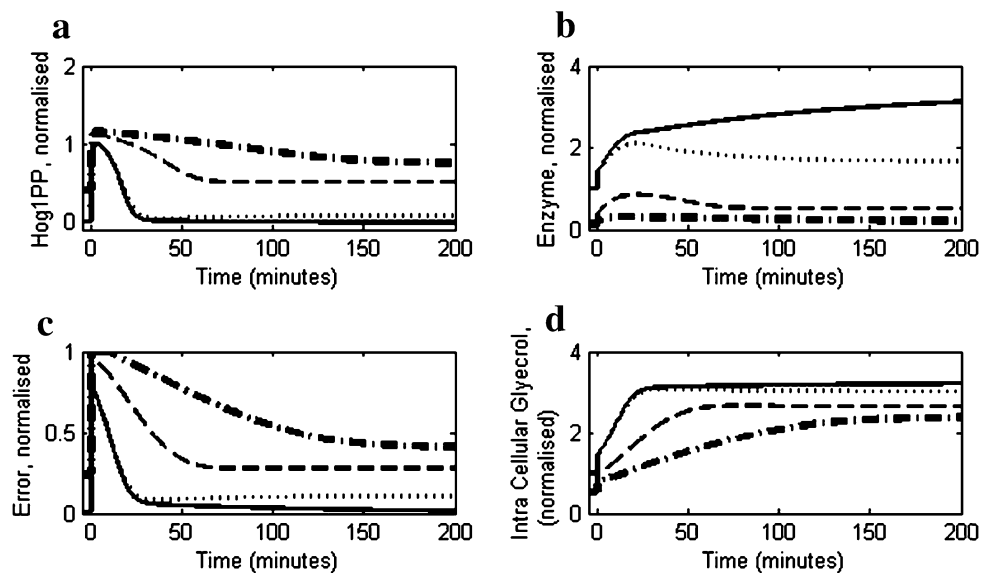 a
b
Hog1PP, normalised
2
1
0
0 50 100 150 200
Time (minutes)
Enzyme, normalised
4
2
0
0 50 100 150 200
Time (minutes)
c
d
Error, normalised
1
0.5
0
0 50 100 150 200
Time (minutes)
Intra Cellular Glyecrol,
(normalised)
4
2
0
0 50 100 150 200
Time (minutes)